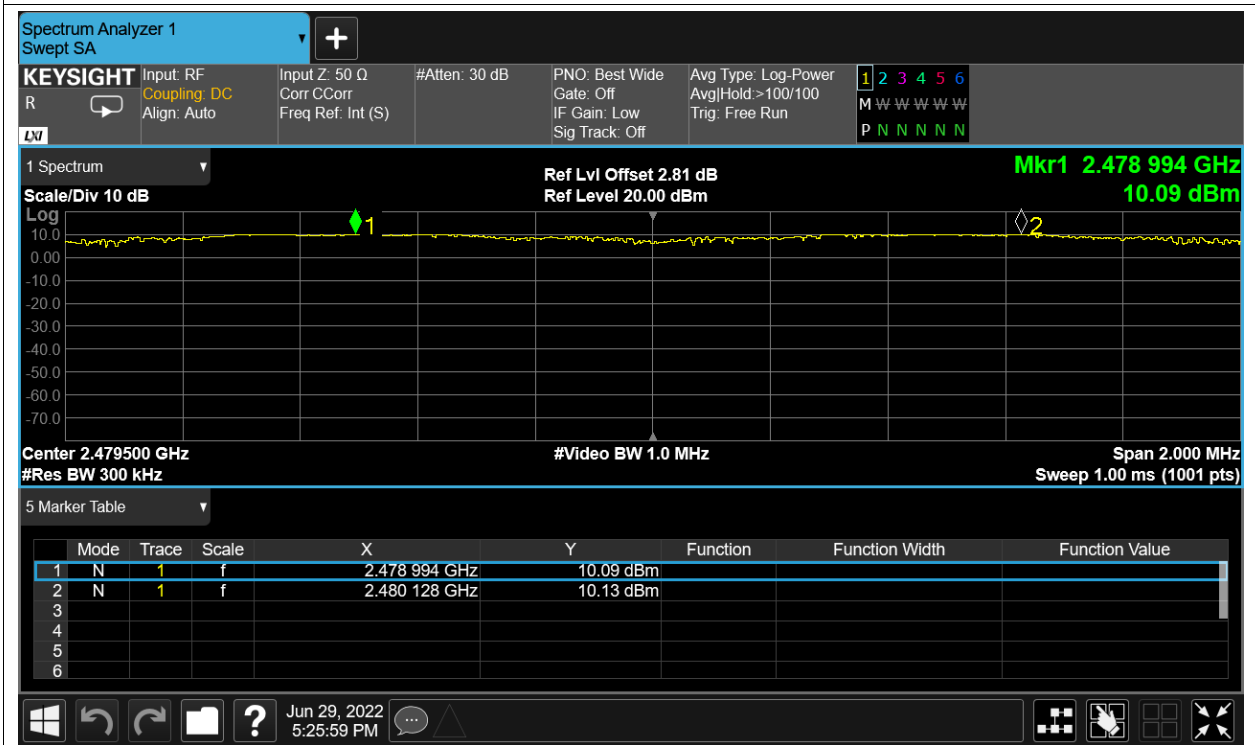 Spectrum Analyzer 1
Swept SA
KEYSIGHT
R
LXI
Input: RF
Coupling: DC
Align: Auto
Input Z: 50 Ω
Corr CCorr
Freq Ref: Int (S)
#Atten: 30 dB
PNO: Best Wide
Gate: Off
IF Gain: Low
Sig Track: Off
Avg Type: Log-Power
Avg|Hold:>100/100
Trig: Free Run
1 2 3 4 5 6
M W W W W W
P N N N N N
1 Spectrum
Scale/Div 10 dB
Ref Lvl Offset 2.81 dB
Ref Level 20.00 dBm
Mkr1 2.478 994 GHz
10.09 dBm
Log
1
2
10.0
0.00
-10.0
-20.0
-30.0
-40.0
-50.0
-60.0
-70.0
Center 2.479500 GHz
#Video BW 1.0 MHz
Span 2.000 MHz
#Res BW 300 kHz
Sweep 1.00 ms (1001 pts)
5 Marker Table
Mode Trace Scale X Y Function Function Width Function Value
1 N 1 f 2.478 994 GHz 10.09 dBm
2 N 1 f 2.480 128 GHz 10.13 dBm
3
4
5
6
?
Jun 29, 2022
5:25:59 PM